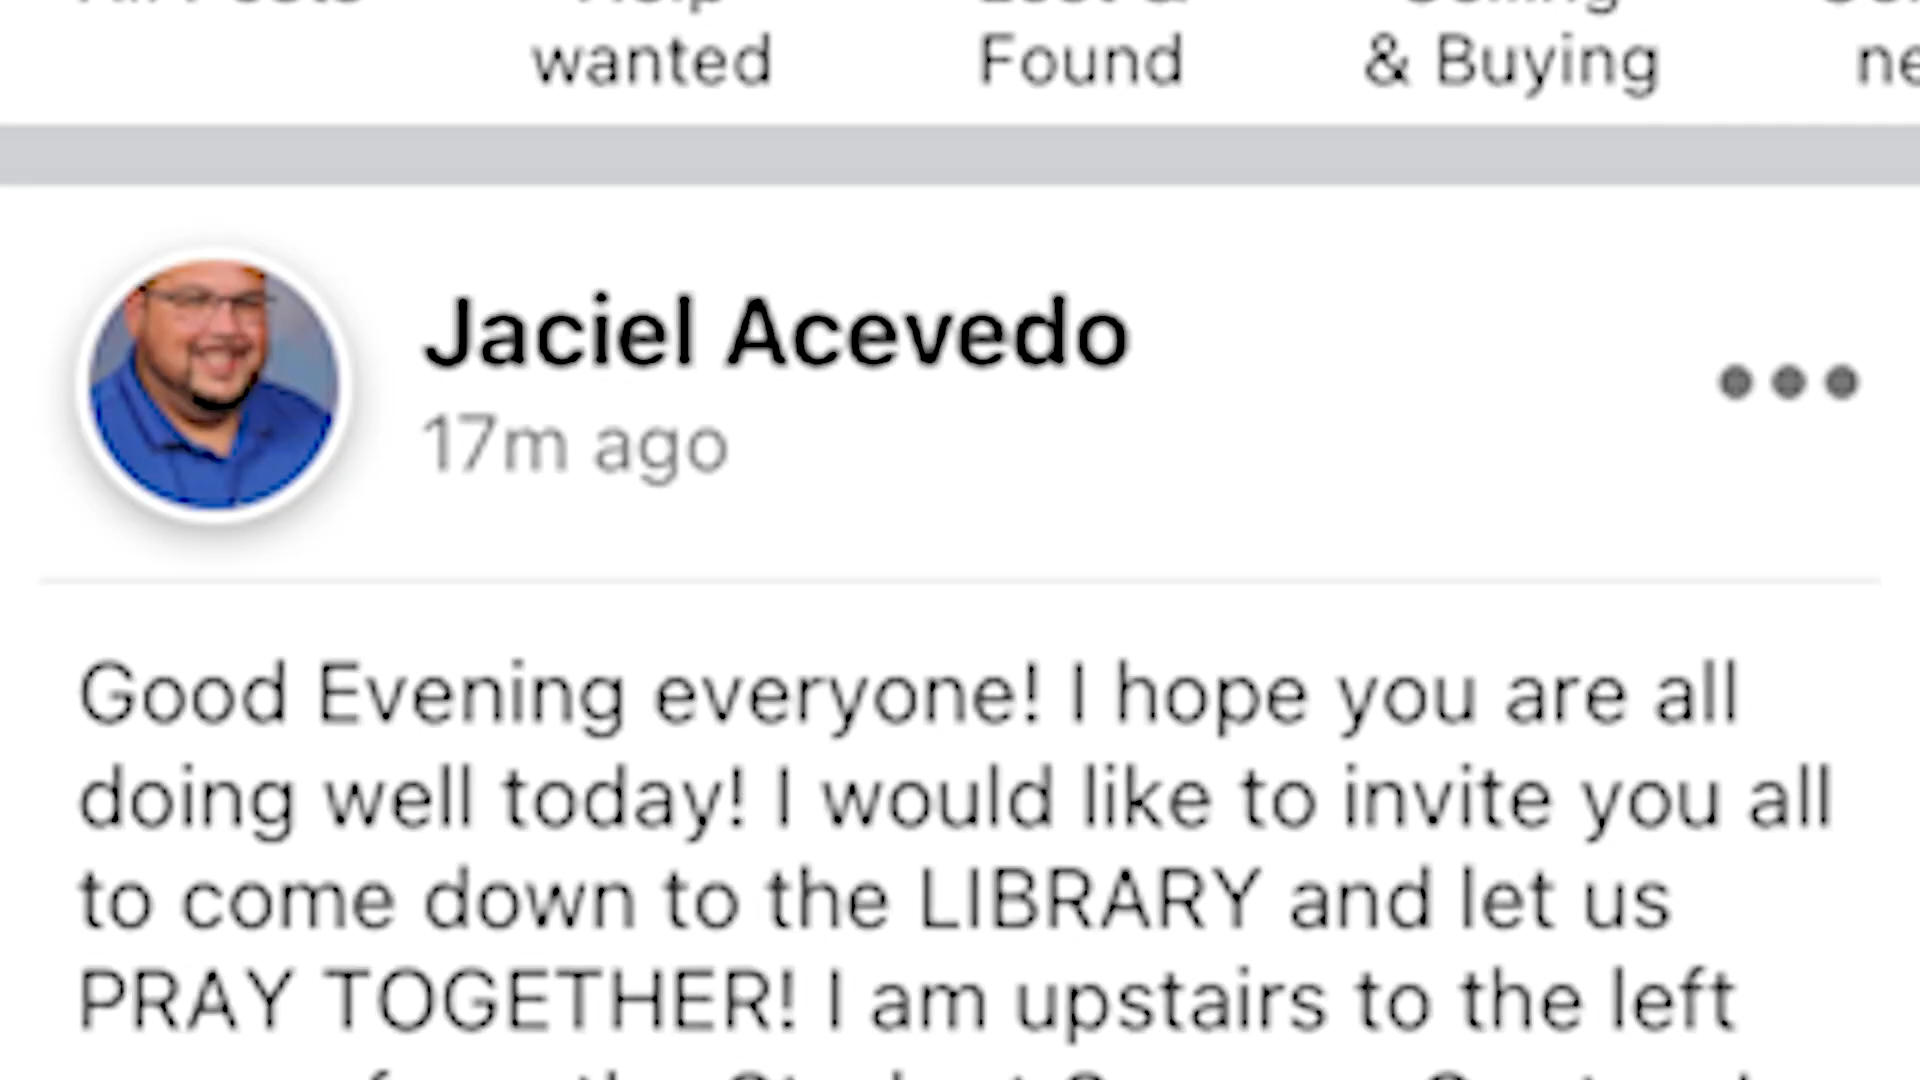 wanted
Found
& Buying
Jaciel Acevedo
17m ago
Good Evening everyone! I hope you are all
doing well today! I would like to invite you all
to come down to the LIBRARY and let us
PRAY TOGETHER! I am upstairs to the left